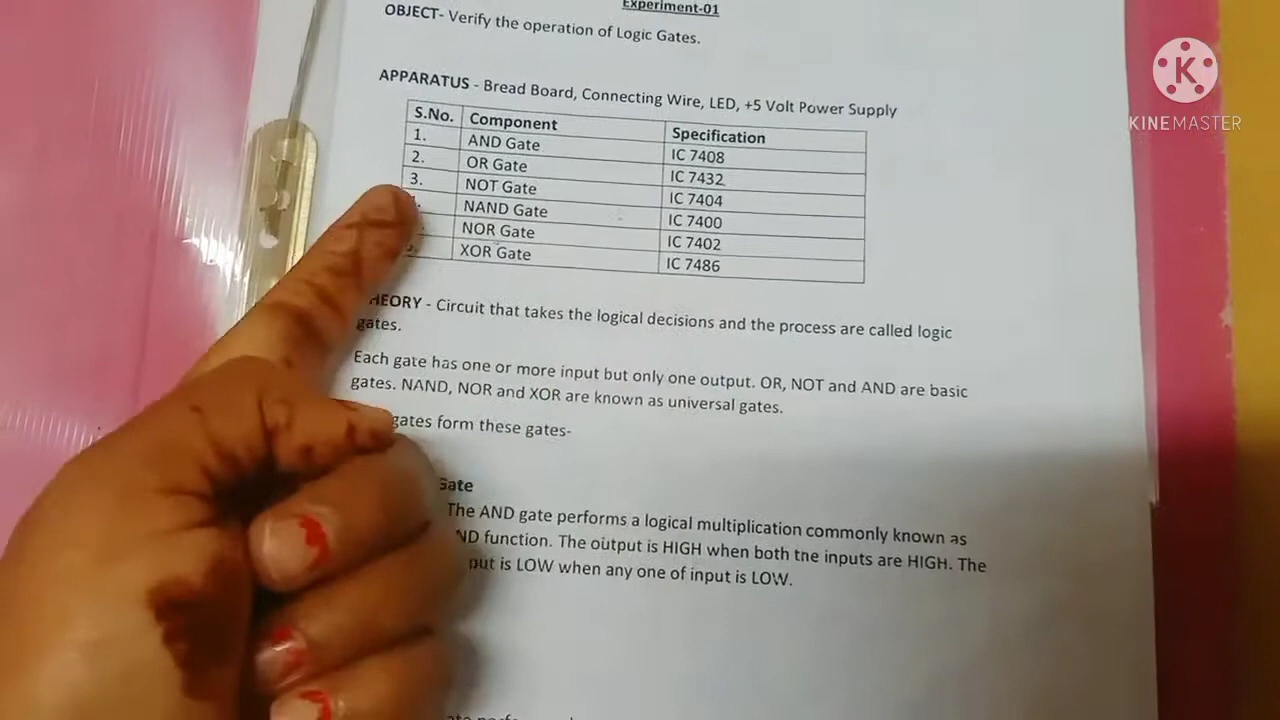 Experiment-01
OBJECT- Verify the operation of Logic Gates.
APPARATUS - Bread Board, Connecting Wire, LED, +5 Volt Power Supply
S.No. Component Specification
1. AND Gate IC 7408
2. OR Gate IC 7432
3. NOT Gate IC 7404
NAND Gate IC 7400
NOR Gate IC 7402
XOR Gate IC 7486
HEORY - Circuit that takes the logical decisions and the process are called logic
gates.
Each gate has one or more input but only one output. OR, NOT and AND are basic
gates. NAND, NOR and XOR are known as universal gates.
gates form these gates-
Gate
The AND gate performs a logical multiplication commonly known as
ND function. The output is HIGH when both the inputs are HIGH. The
put is LOW when any one of input is LOW.
KINEMASTER